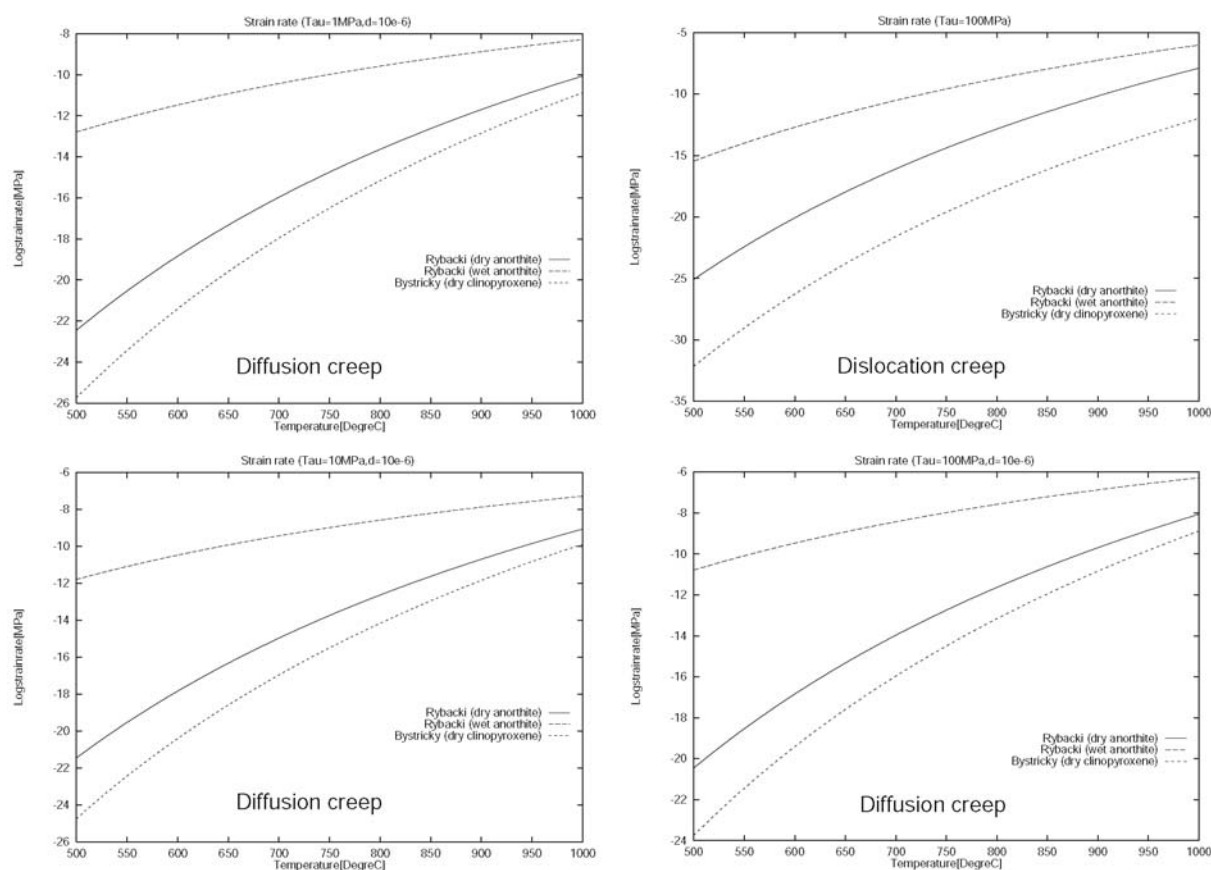 Strain rate (Tau=1MPa,d=10e-6)
-8
-10
-12
-14
-16
-18
-20
-22
-24
-26
Logstrainrate[MPa]
Rybacki (dry anorthite)
Rybacki (wet anorthite)
Bystricky (dry clinopyroxene)
Diffusion creep
500 550 600 650 700 750 800 850 900 950 1000
Temperature[DegreC]
Strain rate (Tau=100MPa)
-5
-10
-15
-20
-25
-30
-35
Logstrainrate[MPa]
Rybacki (dry anorthite)
Rybacki (wet anorthite)
Bystricky (dry clinopyroxene)
Dislocation creep
500 550 600 650 700 750 800 850 900 950 1000
Temperature[DegreC]
Strain rate (Tau=10MPa,d=10e-6)
-6
-8
-10
-12
-14
-16
-18
-20
-22
-24
-26
Logstrainrate[MPa]
Rybacki (dry anorthite)
Rybacki (wet anorthite)
Bystricky (dry clinopyroxene)
Diffusion creep
500 550 600 650 700 750 800 850 900 950 1000
Temperature[DegreC]
Strain rate (Tau=100MPa,d=10e-6)
-6
-8
-10
-12
-14
-16
-18
-20
-22
-24
Logstrainrate[MPa]
Rybacki (dry anorthite)
Rybacki (wet anorthite)
Bystricky (dry clinopyroxene)
Diffusion creep
500 550 600 650 700 750 800 850 900 950 1000
Temperature[DegreC]